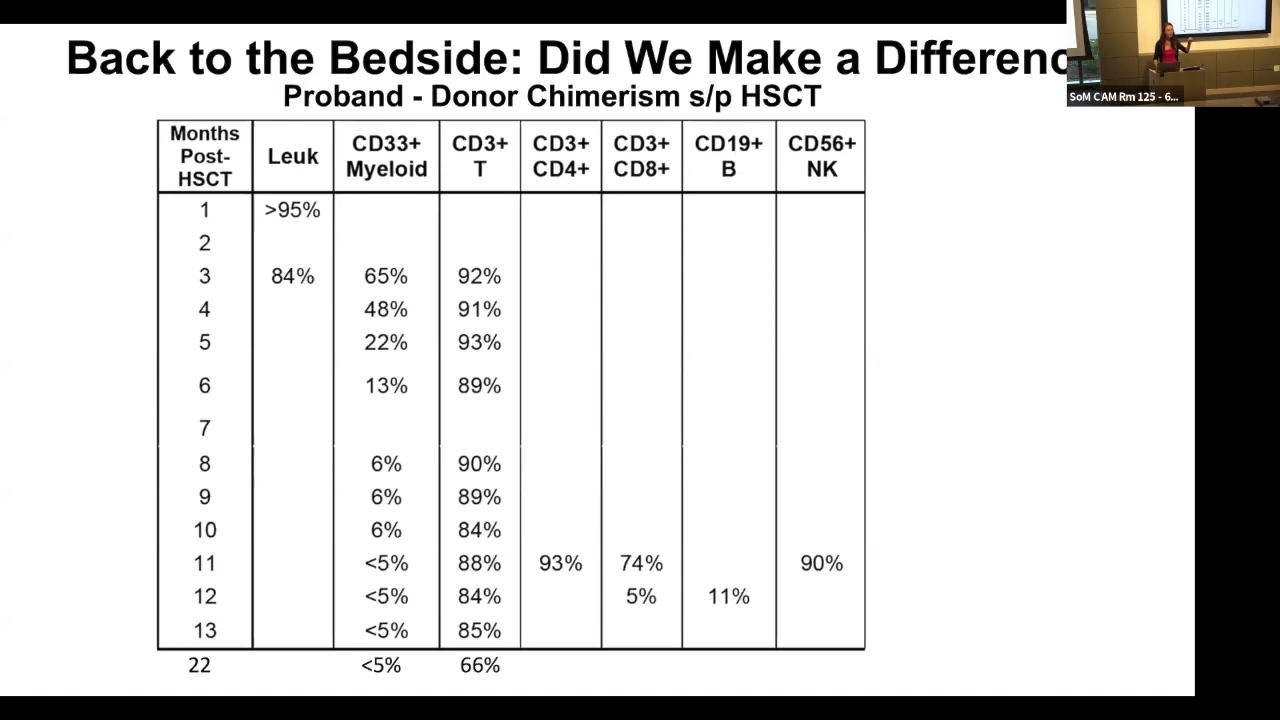 Back to the Bedside: Did We Make a Differenc
Proband - Donor Chimerism s/p HSCT
Months Post-HSCT Leuk CD33+ Myeloid CD3+ T CD3+ CD4+ CD3+ CD8+ CD19+ B CD56+ NK
1 >95%
2
3 84% 65% 92%
4 48% 91%
5 22% 93%
6 13% 89%
7
8 6% 90%
9 6% 89%
10 6% 84%
11 <5% 88% 93% 74% 90%
12 <5% 84% 5% 11%
13 <5% 85%
22 <5% 66%
SoM CAM Rm 125 - 6...